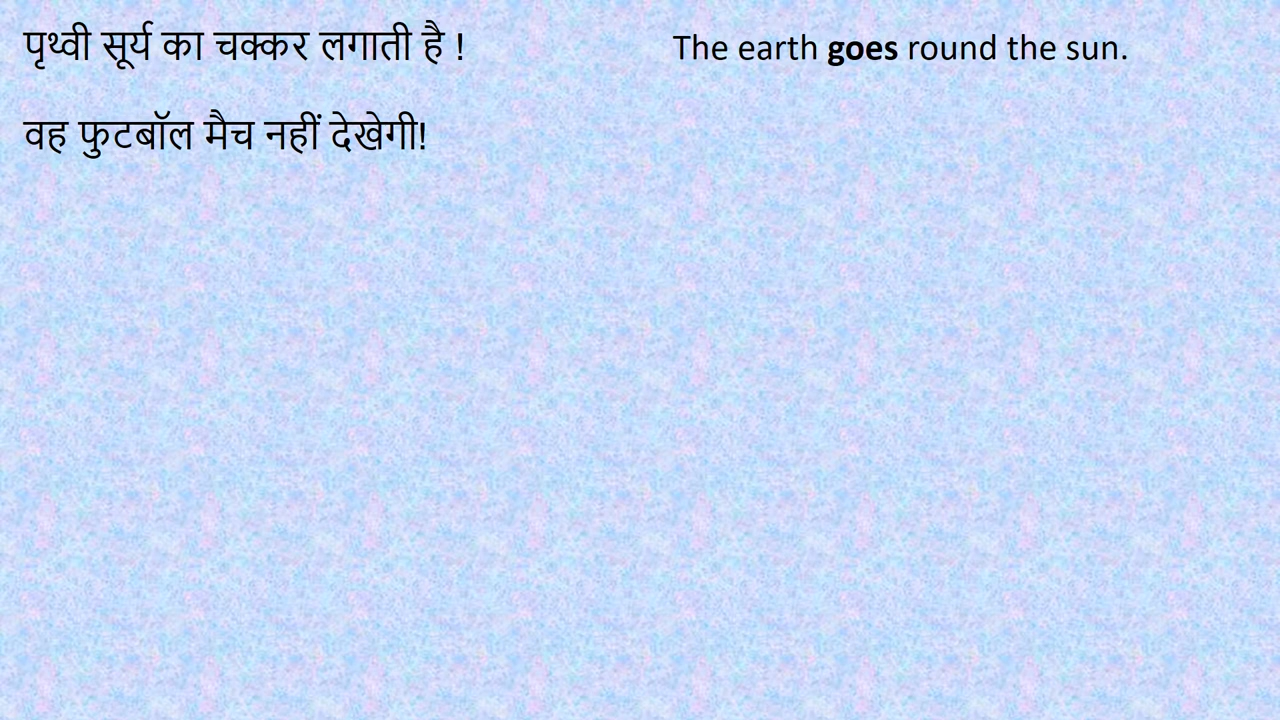 पृथ्वी सूर्य का चक्कर लगाती है !
The earth goes round the sun.
वह फुटबॉल मैच नहीं देखेगी!